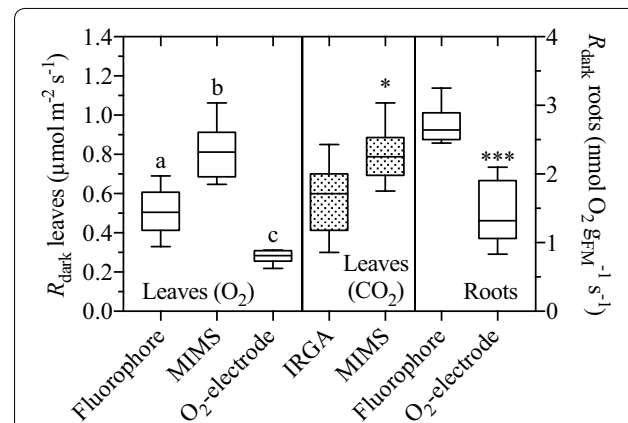 R_dark leaves (µmol m⁻² s⁻¹)
1.4
1.2
1.0
0.8
0.6
0.4
0.2
0.0
a
b
c
*
***
Leaves (O₂)
Leaves
(CO₂)
Roots
4
3
2
1
0
R_dark roots (nmol O₂ g_FM⁻¹ s⁻¹)
Fluorophore
MIMS
O₂-electrode
IRGA
MIMS
Fluorophore
O₂-electrode